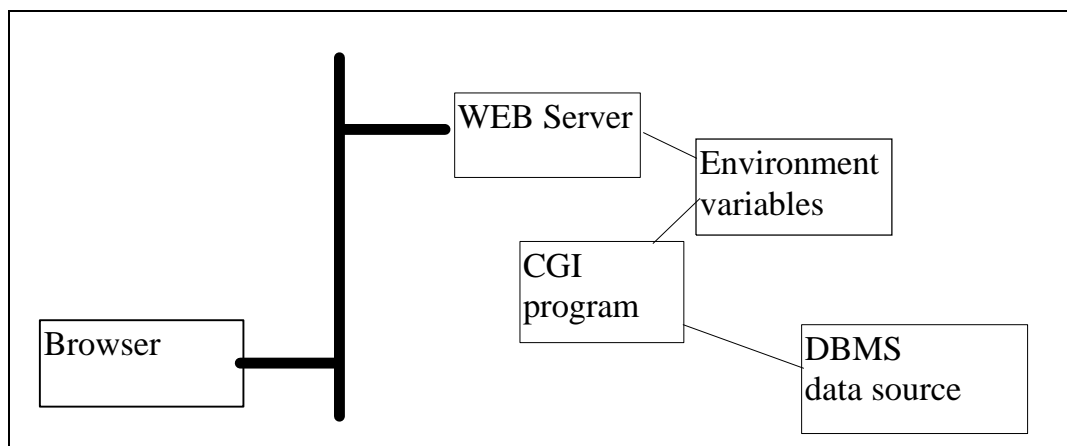 WEB Server
Environment
variables
CGI
program
Browser
DBMS
data source